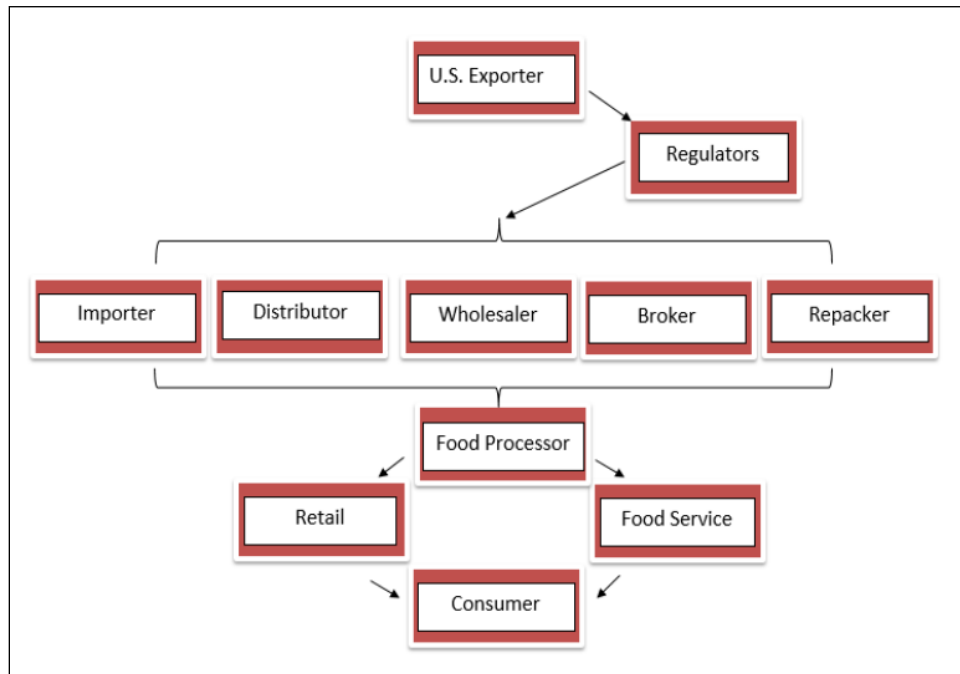 U.S. Exporter
Regulators
Importer
Distributor
Wholesaler
Broker
Repacker
Food Processor
Retail
Food Service
Consumer